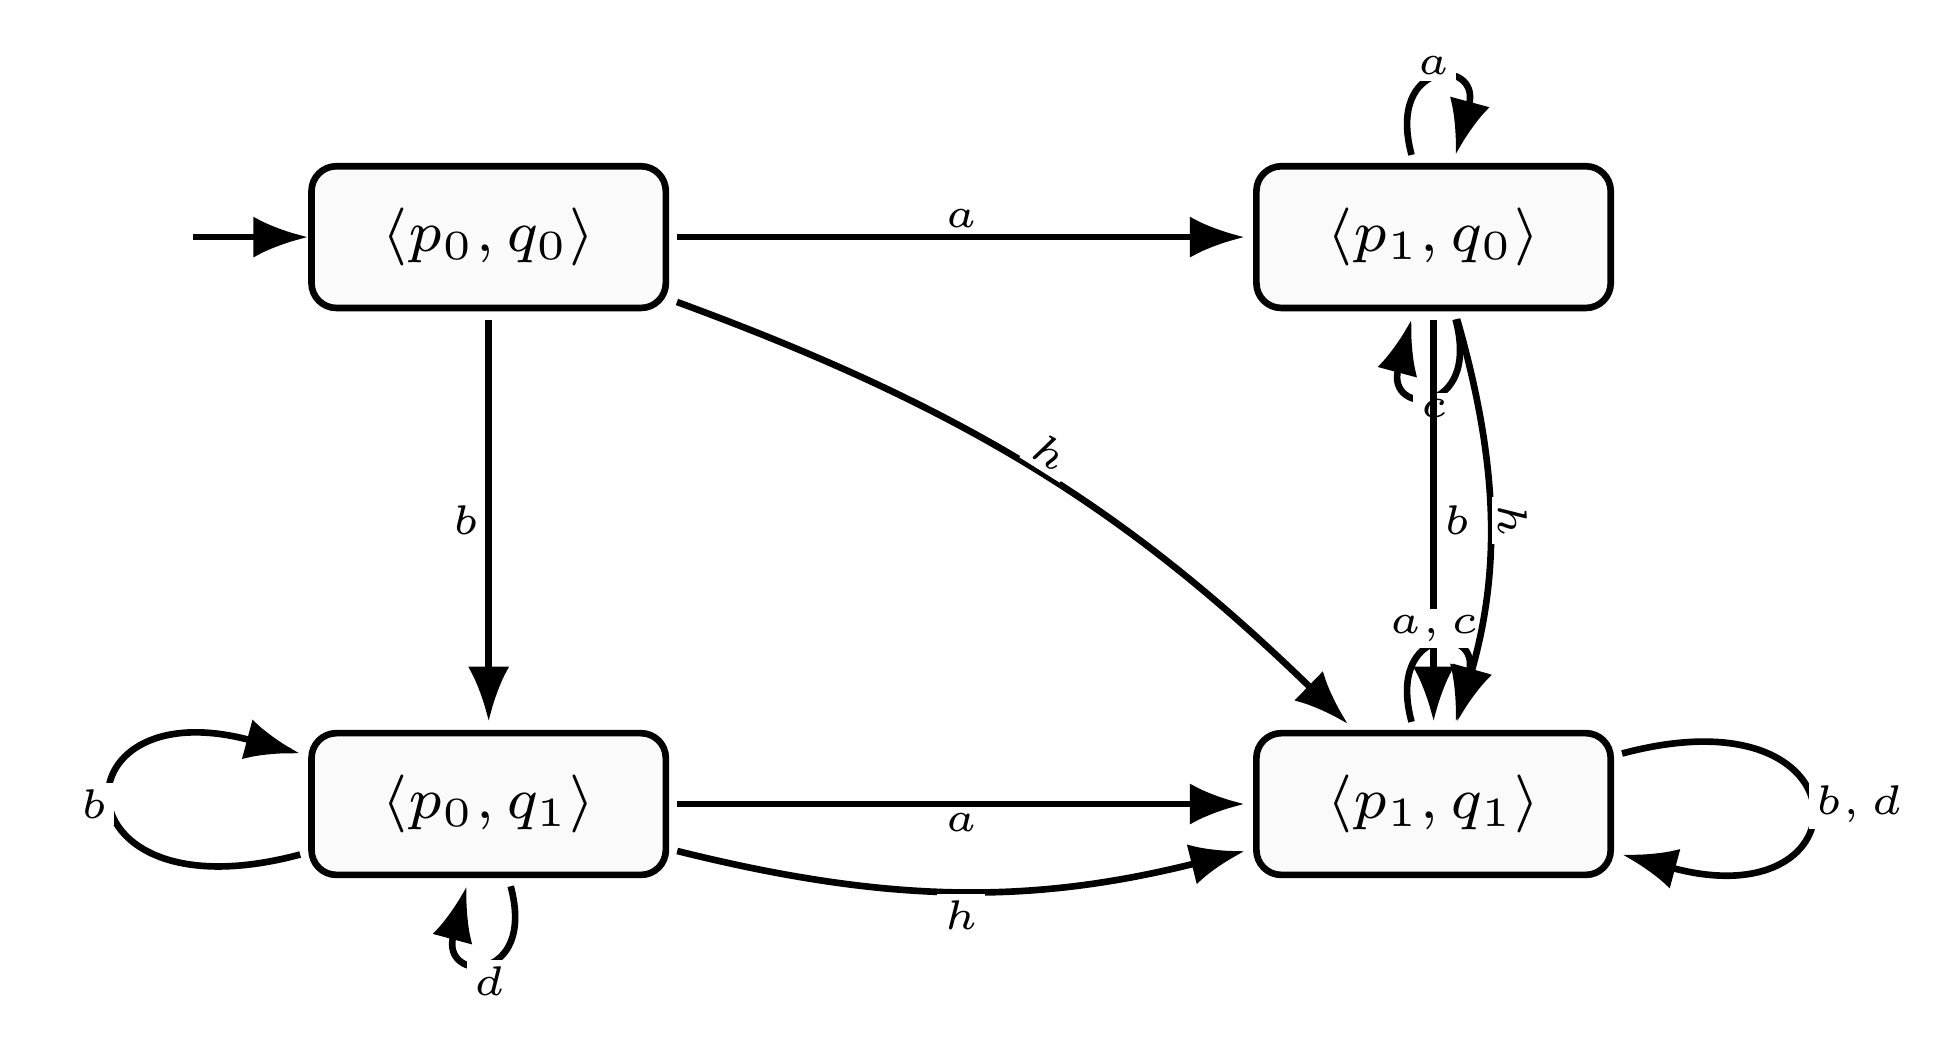 a
⟨p₀, q₀⟩
a
⟨p₁, q₀⟩
c
h
b
b
h
a, c
b
⟨p₀, q₁⟩
a
⟨p₁, q₁⟩
b, d
h
d